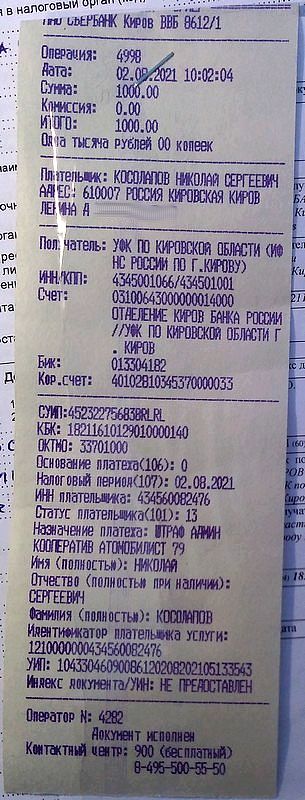 ПАО СБЕРБАНК Киров ВВБ 8612/1
Операция: 4998
Дата: 02.08.2021 10:02:04
Сумма: 1000.00
Комиссия: 0.00
ИТОГО: 1000.00
Одна тысяча рублей 00 копеек
Плательщик: КОСОЛАПОВ НИКОЛАЙ СЕРГЕЕВИЧ
АДРЕС: 610007 РОССИЯ КИРОВСКАЯ КИРОВ
ЛЕНИНА Д
Получатель: УФК ПО КИРОВСКОЙ ОБЛАСТИ (ИФ
НС РОССИИ ПО Г.КИРОВУ)
ИНН/КПП: 4345001066/434501001
Счет: 03100643000000014000
ОТДЕЛЕНИЕ КИРОВ БАНКА РОССИИ
//УФК ПО КИРОВСКОЙ ОБЛАСТИ Г
. КИРОВ
Бик: 013304182
Кор.счет: 40102810345370000033
СУИП:452322756838RLRL
КБК: 18211610129010000140
ОКТМО: 33701000
Основание платежа(106): 0
Налоговый период(107): 02.08.2021
ИНН плательщика: 434560082476
Статус плательщика(101): 13
Назначение платежа: ШТРАФ АДМИН
КООПЕРАТИВ АТОМОБИЛИСТ 79
Имя (полностью): НИКОЛАЙ
Отчество (полностью при наличии):
СЕРГЕЕВИЧ
Фамилия (полностью): КОСОЛАПОВ
Идентификатор плательщика услуги:
1210000000434560082476
УИП: 10433046090086120208202105133543
Индекс документа/УИН: НЕ ПРЕДОСТАВЛЕН
Оператор N: 4282
Документ исполнен
Контактный центр: 900 (бесплатный)
8-495-500-55-50